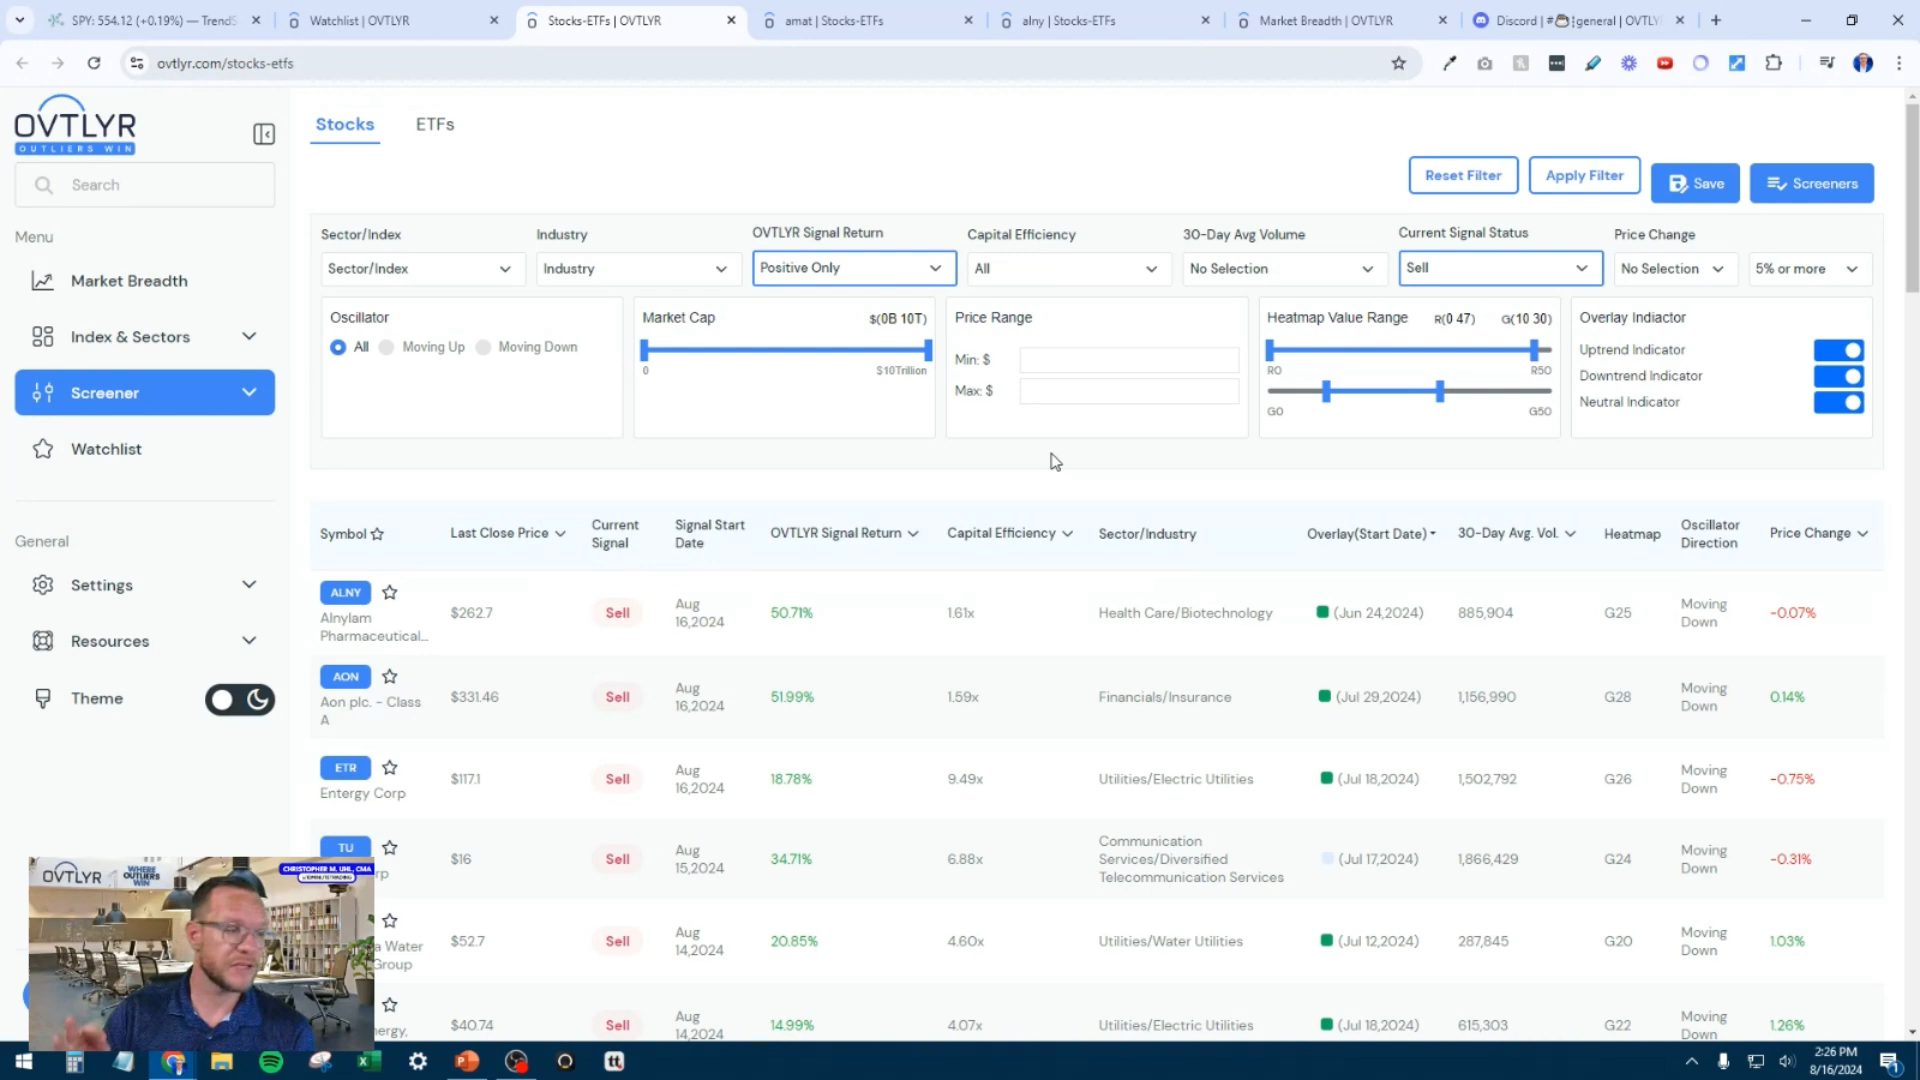 SPY: 554.12 (+0.19%) — Trend
Watchlist | OVTLYR
Stocks-ETFs | OVTLYR
amat | Stocks-ETFs
alny | Stocks-ETFs
Market Breadth | OVTLYR
Discord | #
general | OVTLY
ovtlyr.com/stocks-etfs
OVTLYR
OUTLIERS WIN
Search
Menu
Market Breadth
Index & Sectors
Screener
Watchlist
General
Settings
Resources
Theme
Stocks
ETFs
Reset Filter
Apply Filter
Save
Screeners
Sector/Index
Industry
OVTLYR Signal Return
Capital Efficiency
30-Day Avg Volume
Current Signal Status
Price Change
Sector/Index
Industry
Positive Only
All
No Selection
Sell
No Selection
5% or more
Oscillator
All
Moving Up
Moving Down
Market Cap
$(0B 10T)
0
$10Trillion
Price Range
Min: $
Max: $
Heatmap Value Range
R(0 47)
G(10 30)
R0
R50
G0
G50
Overlay Indiactor
Uptrend Indicator
Downtrend Indicator
Neutral Indicator
Symbol
Last Close Price
Current Signal
Signal Start Date
OVTLYR Signal Return
Capital Efficiency
Sector/Industry
Overlay(Start Date)
30-Day Avg. Vol.
Heatmap
Oscillator Direction
Price Change
ALNY
Alnylam
Pharmaceutical...
$262.7
Sell
Aug
16,2024
50.71%
1.61x
Health Care/Biotechnology
(Jun 24,2024)
885,904
G25
Moving
Down
-0.07%
AON
Aon plc. - Class
A
$331.46
Sell
Aug
16,2024
51.99%
1.59x
Financials/Insurance
(Jul 29,2024)
1,156,990
G28
Moving
Down
0.14%
ETR
Entergy Corp
$117.1
Sell
Aug
16,2024
18.78%
9.49x
Utilities/Electric Utilities
(Jul 18,2024)
1,502,792
G26
Moving
Down
-0.75%
TU
rp
$16
Sell
Aug
15,2024
34.71%
6.88x
Communication
Services/Diversified
Telecommunication Services
(Jul 17,2024)
1,866,429
G24
Moving
Down
-0.31%
a Water
Group
$52.7
Sell
Aug
14,2024
20.85%
4.60x
Utilities/Water Utilities
(Jul 12,2024)
287,845
G20
Moving
Down
1.03%
ergy,
$40.74
Sell
Aug
14,2024
14.99%
4.07x
Utilities/Electric Utilities
(Jul 18,2024)
615,303
G22
Moving
Down
1.26%
OVTLYR
WHERE
OUTLIERS
WIN
CHRISTOPHER M. UHL, CMA
2:26 PM
8/16/2024